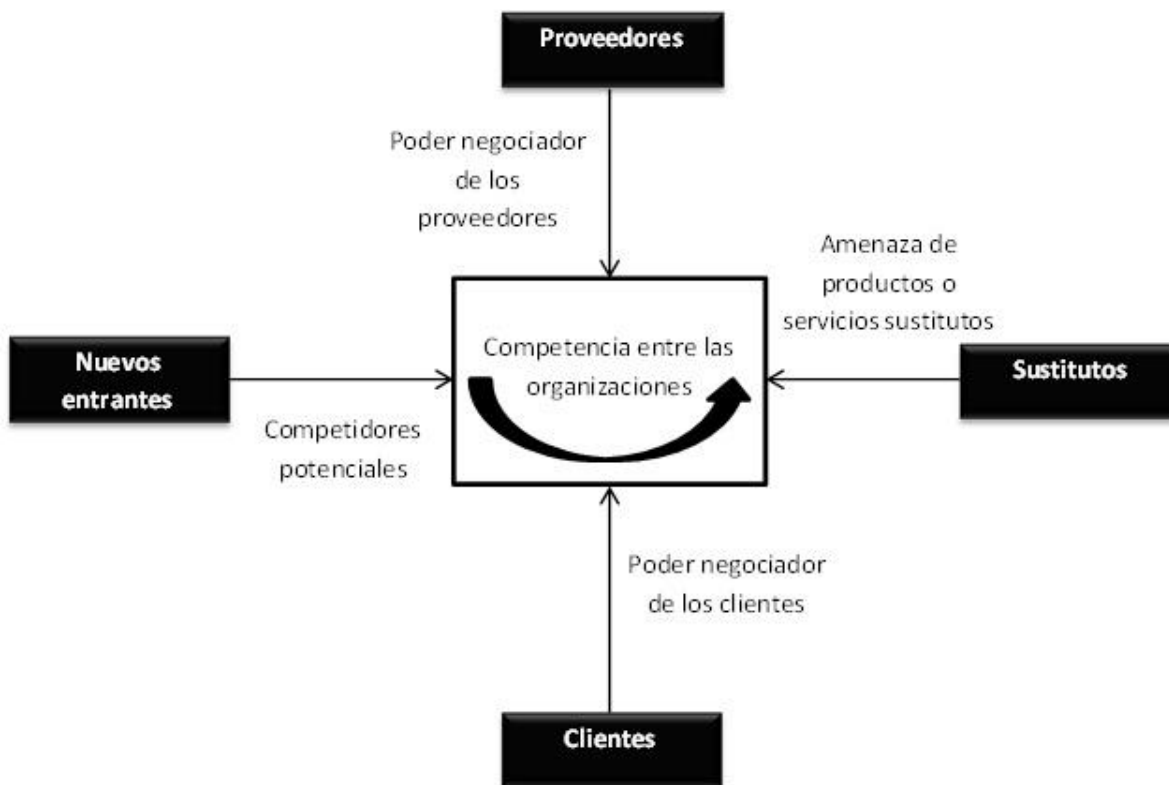 Proveedores
Poder negociador
de los
proveedores
Amenaza de
productos o
servicios sustitutos
Nuevos
entrantes
Competencia entre las
organizaciones
Sustitutos
Competidores
potenciales
Poder negociador
de los clientes
Clientes